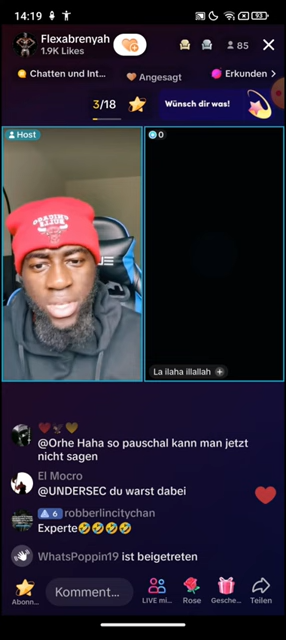 14:19
93
Flexabrenyah
1.9K Likes
85
Chatten und Int...
Angesagt
Erkunden
3/18
Wünsch dir was!
Host
0
La ilaha illallah
@Orhe Haha so pauschal kann man jetzt
nicht sagen
El Mocro
@UNDERSEC du warst dabei
6 robberlincitychan
Experte🤣🤣🤣🤣
WhatsPoppin19 ist beigetreten
Abonn...
Komment...
LIVE mi...
Rose
Gesche...
Teilen